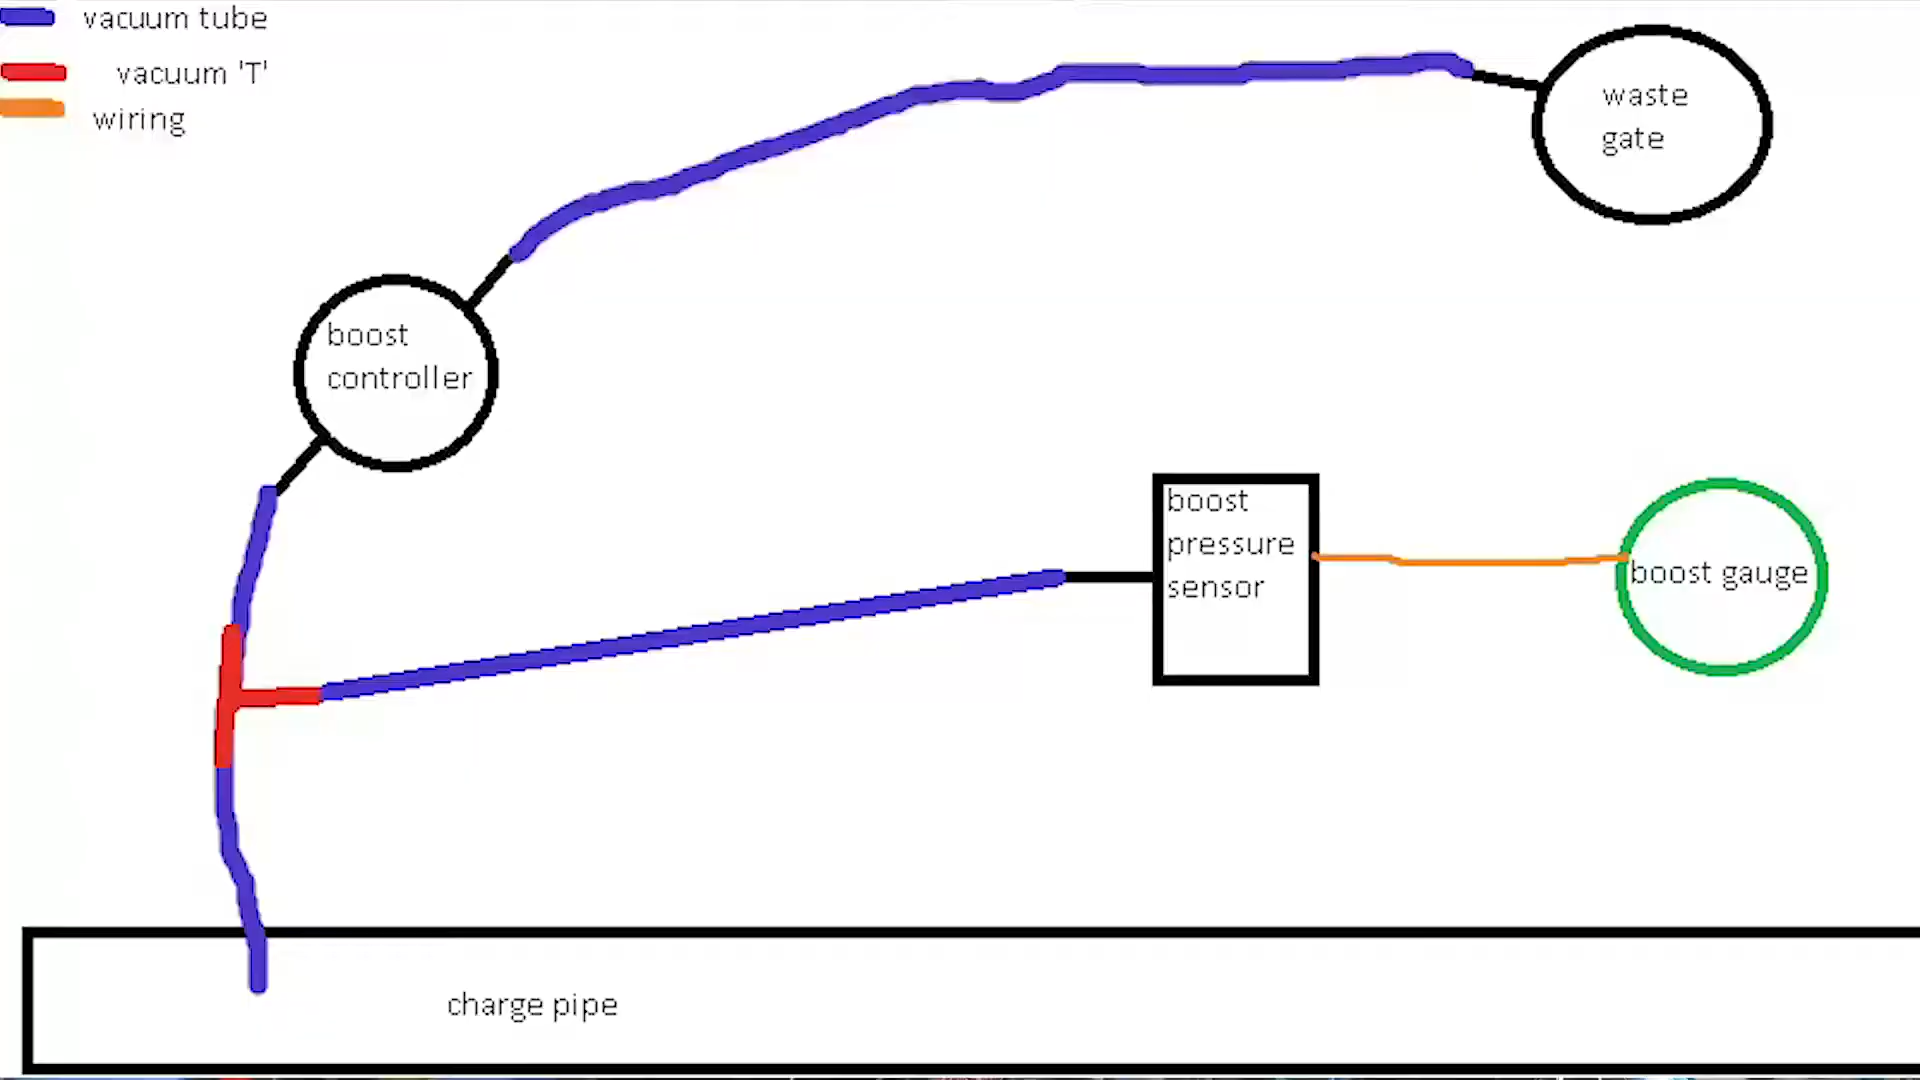 vacuum tube
vacuum 'T'
wiring
waste
gate
boost
controller
boost
pressure
sensor
boost gauge
charge pipe